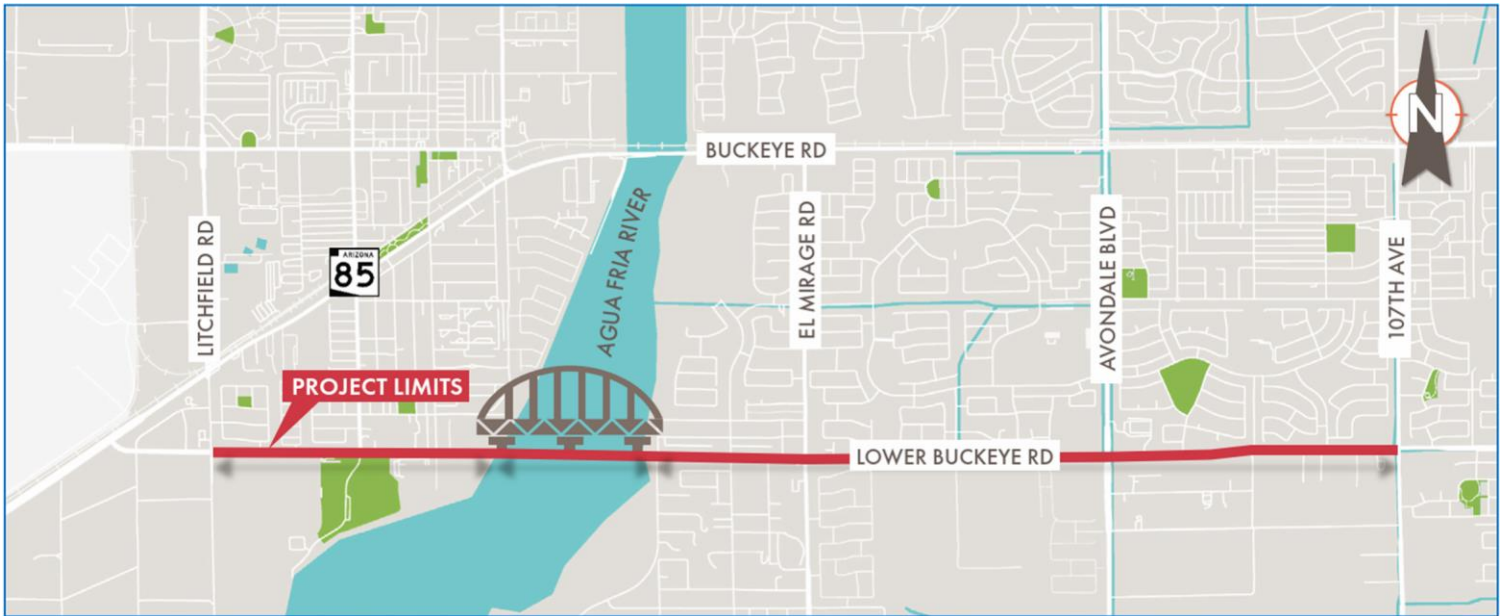 N
BUCKEYE RD
AGUA FRIA RIVER
EL MIRAGE RD
AVONDALE BLVD
LITCHFIELD RD
107TH AVE
ARIZONA
85
PROJECT LIMITS
LOWER BUCKEYE RD